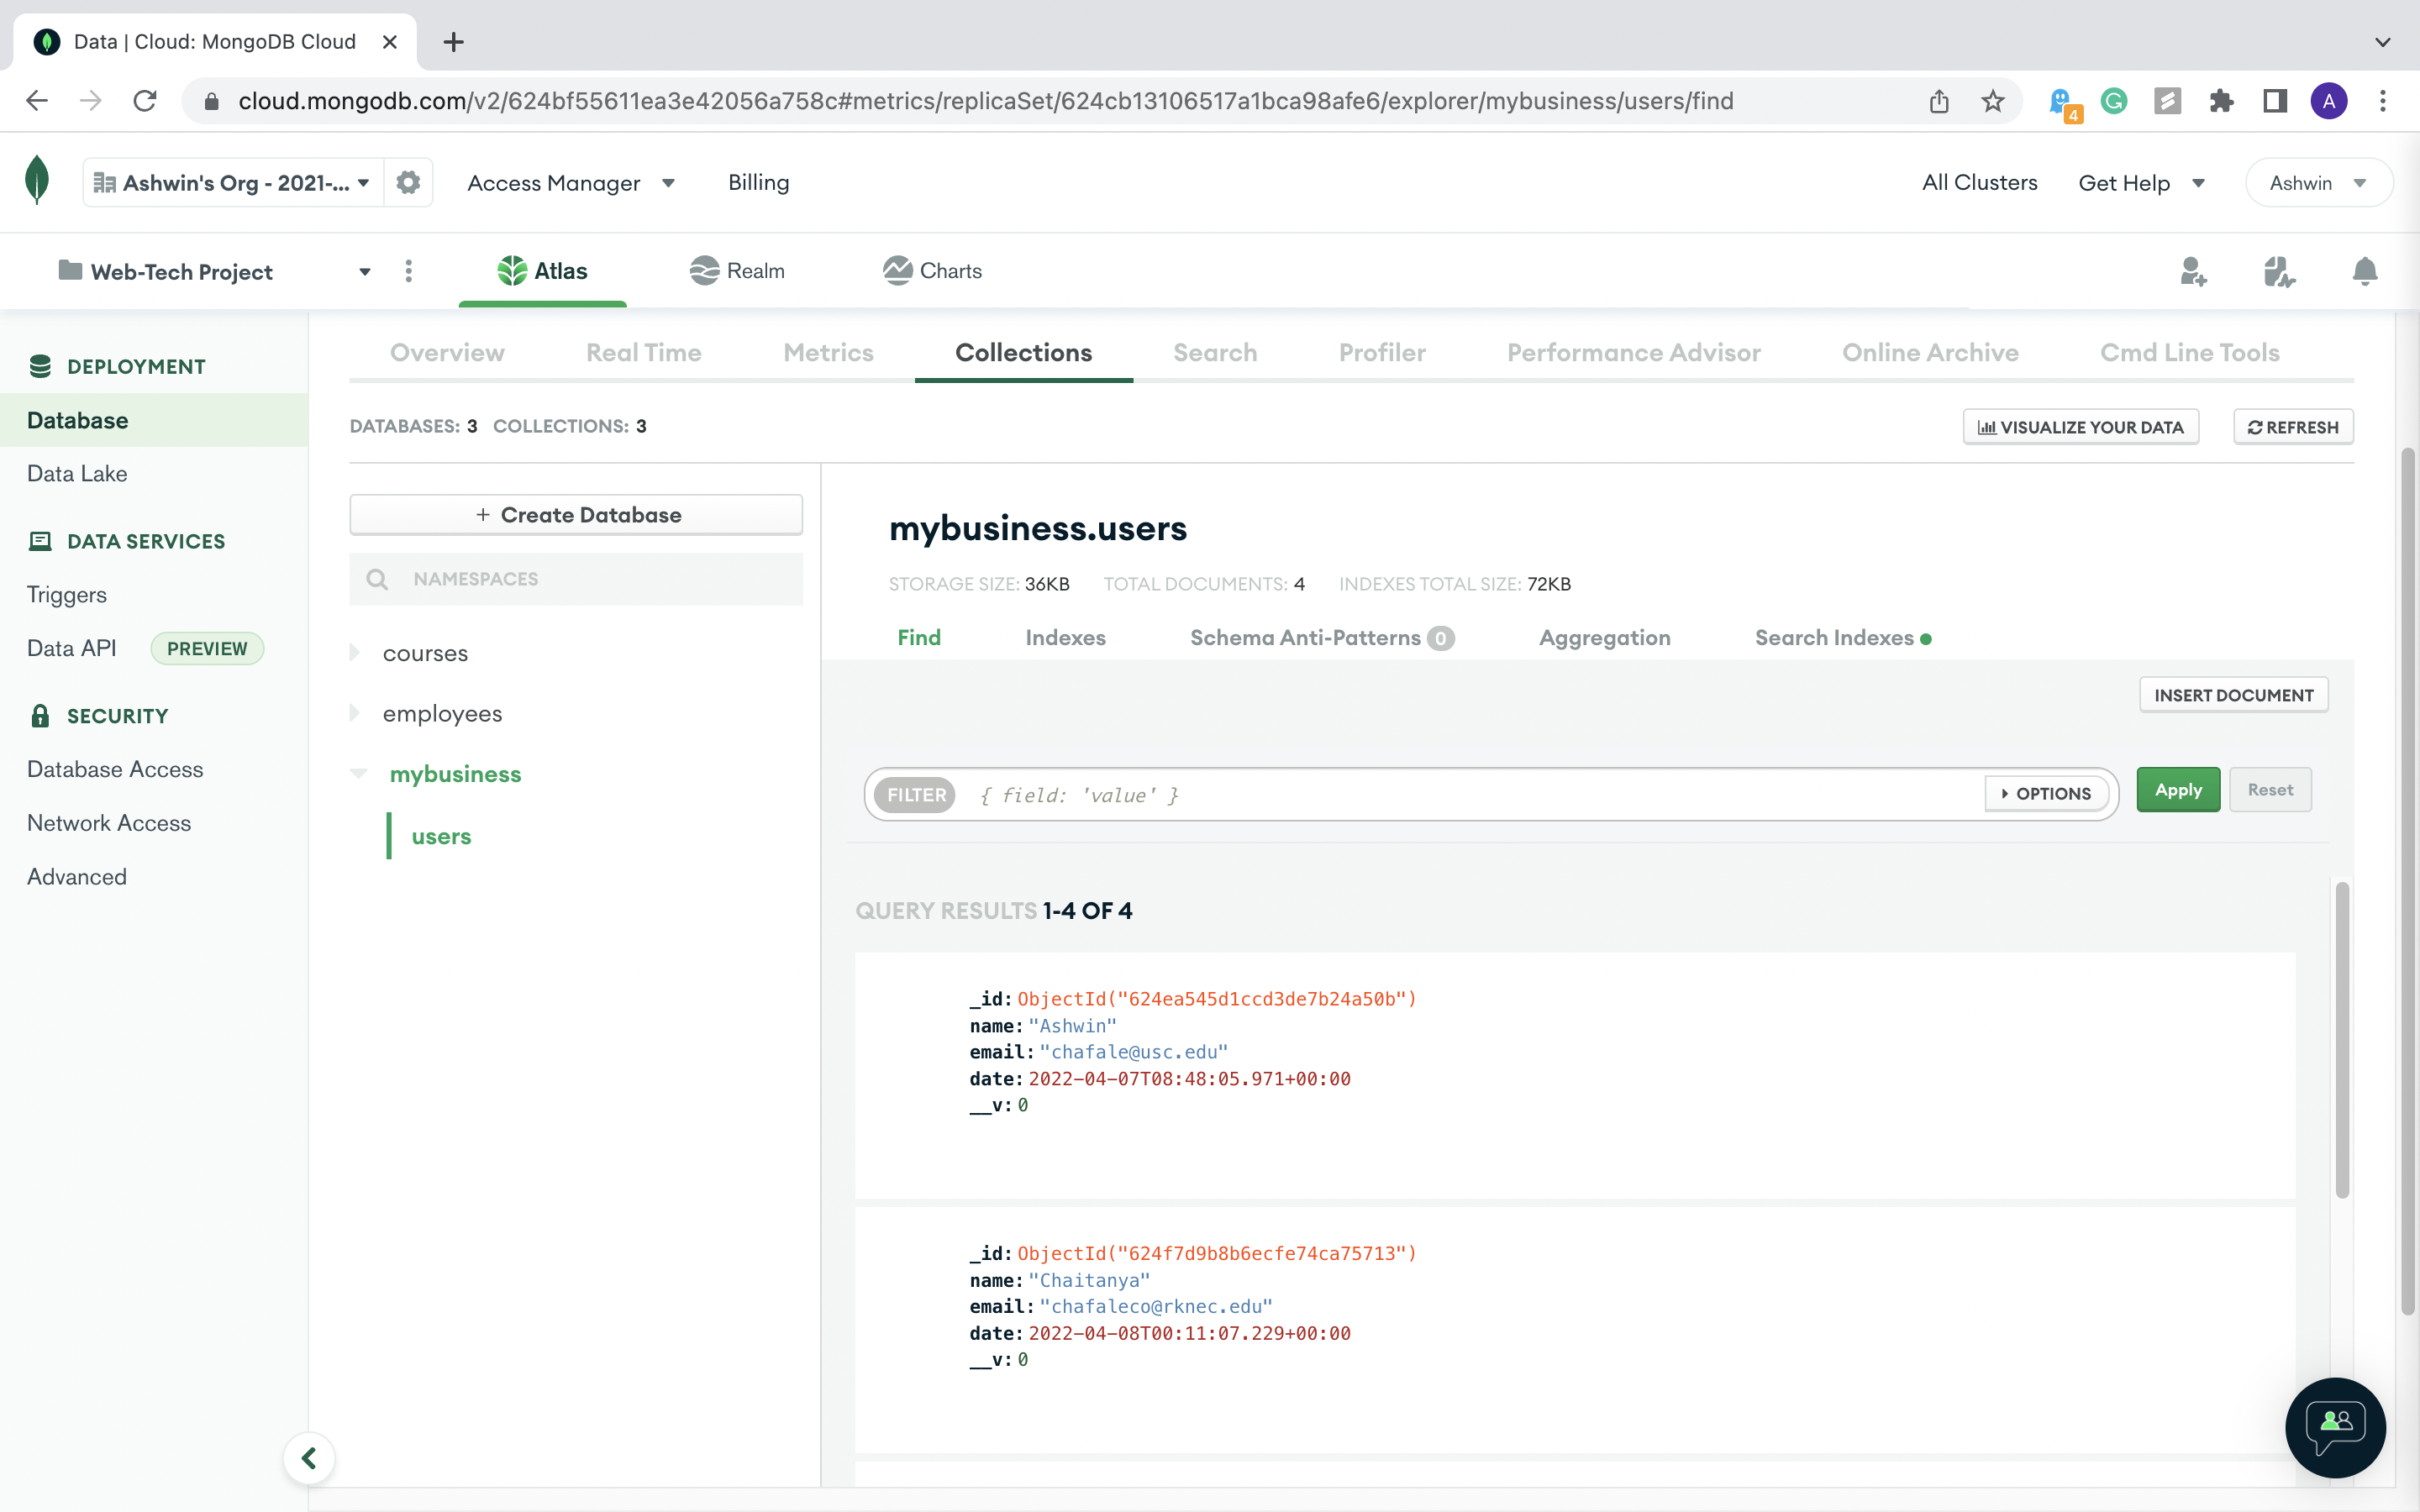 Data | Cloud: MongoDB Cloud
cloud.mongodb.com/v2/624bf55611ea3e42056a758c#metrics/replicaSet/624cb13106517a1bca98afe6/explorer/mybusiness/users/find
4
A
Ashwin's Org - 2021-...
Access Manager
Billing
All Clusters
Get Help
Ashwin
Web-Tech Project
Atlas
Realm
Charts
DEPLOYMENT
Database
Data Lake
DATA SERVICES
Triggers
Data API PREVIEW
SECURITY
Database Access
Network Access
Advanced
Overview
Real Time
Metrics
Collections
Search
Profiler
Performance Advisor
Online Archive
Cmd Line Tools
DATABASES: 3 COLLECTIONS: 3
VISUALIZE YOUR DATA
REFRESH
+ Create Database
NAMESPACES
courses
employees
mybusiness
users
mybusiness.users
STORAGE SIZE: 36KB TOTAL DOCUMENTS: 4 INDEXES TOTAL SIZE: 72KB
Find
Indexes
Schema Anti-Patterns 0
Aggregation
Search Indexes
INSERT DOCUMENT
FILTER { field: 'value' }
OPTIONS
Apply
Reset
QUERY RESULTS 1-4 OF 4
_id: ObjectId("624ea545d1ccd3de7b24a50b")
name: "Ashwin"
email: "chafale@usc.edu"
date: 2022-04-07T08:48:05.971+00:00
__v: 0
_id: ObjectId("624f7d9b8b6ecfe74ca75713")
name: "Chaitanya"
email: "chafaleco@rknec.edu"
date: 2022-04-08T00:11:07.229+00:00
__v: 0